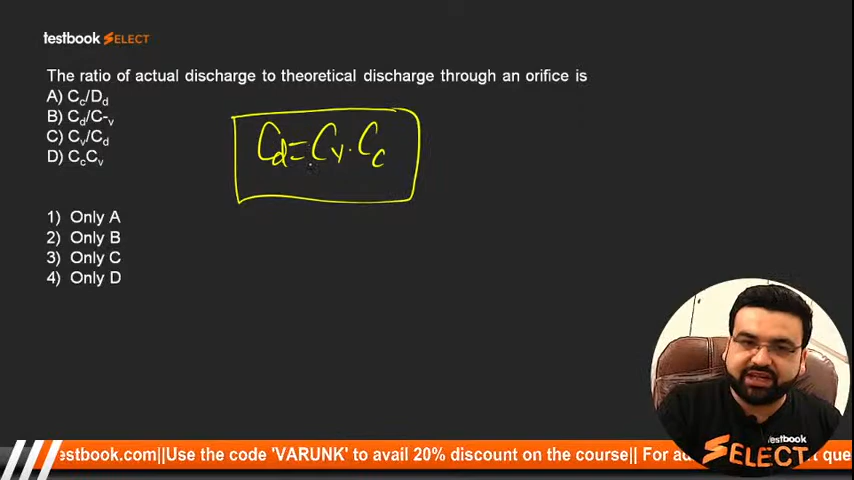 testbook SELECT
The ratio of actual discharge to theoretical discharge through an orifice is
A) Cc/Dd
B) Cd/C-v
C) Cv/Cd
D) CcCv
Cd=Cv.Cc
1) Only A
2) Only B
3) Only C
4) Only D
testbook
SELECT
estbook.com||Use the code 'VARUNK' to avail 20% discount on the course|| For a que